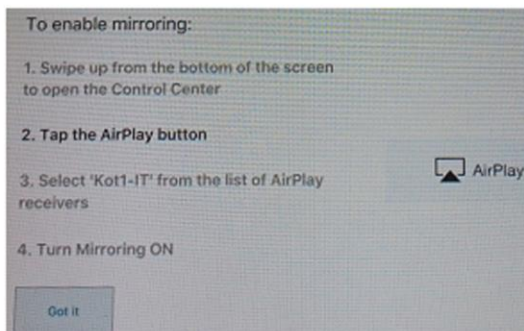 To enable mirroring:
1. Swipe up from the bottom of the screen
to open the Control Center
2. Tap the AirPlay button
AirPlay
3. Select 'Kot1-IT' from the list of AirPlay
receivers
4. Turn Mirroring ON
Got it